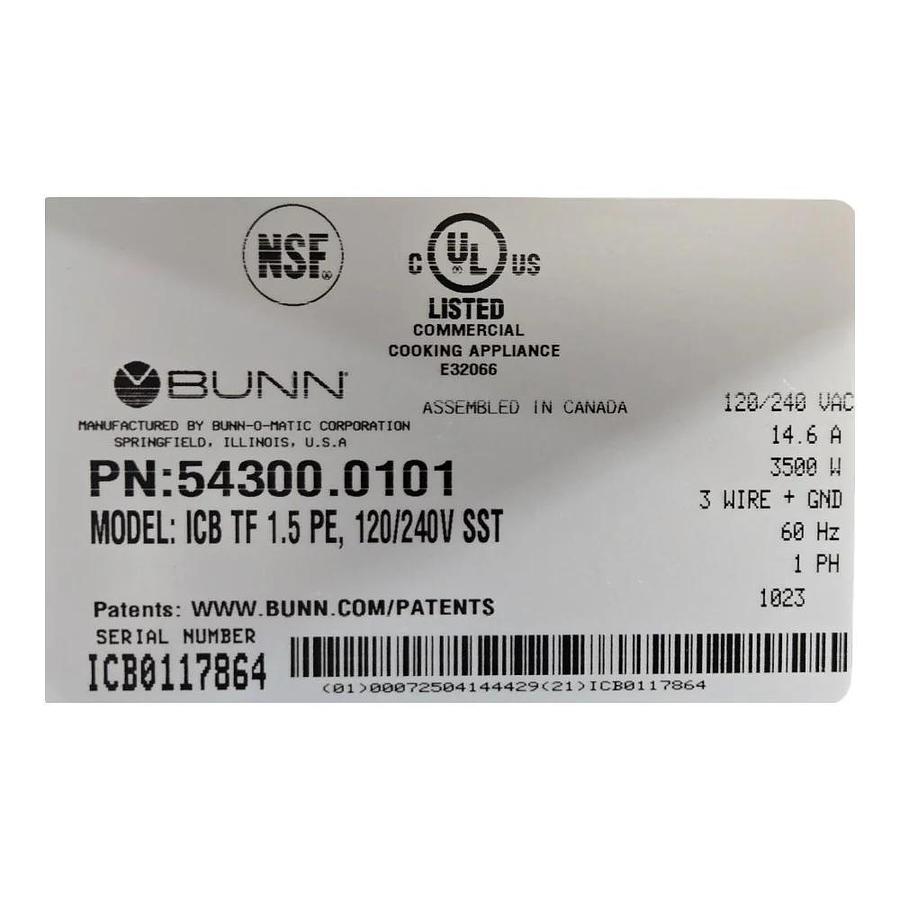 NSF®
C UL® US
LISTED
COMMERCIAL
COOKING APPLIANCE
E32066
BUNN®
MANUFACTURED BY BUNN-O-MATIC CORPORATION
SPRINGFIELD, ILLINOIS, U.S.A
ASSEMBLED IN CANADA
120/240 VAC
14.6 A
3500 W
3 WIRE + GND
60 Hz
1 PH
1023
PN:54300.0101
MODEL: ICB TF 1.5 PE, 120/240V SST
Patents: WWW.BUNN.COM/PATENTS
SERIAL NUMBER
ICB0117864
(01)00072504144429(21)ICB0117864